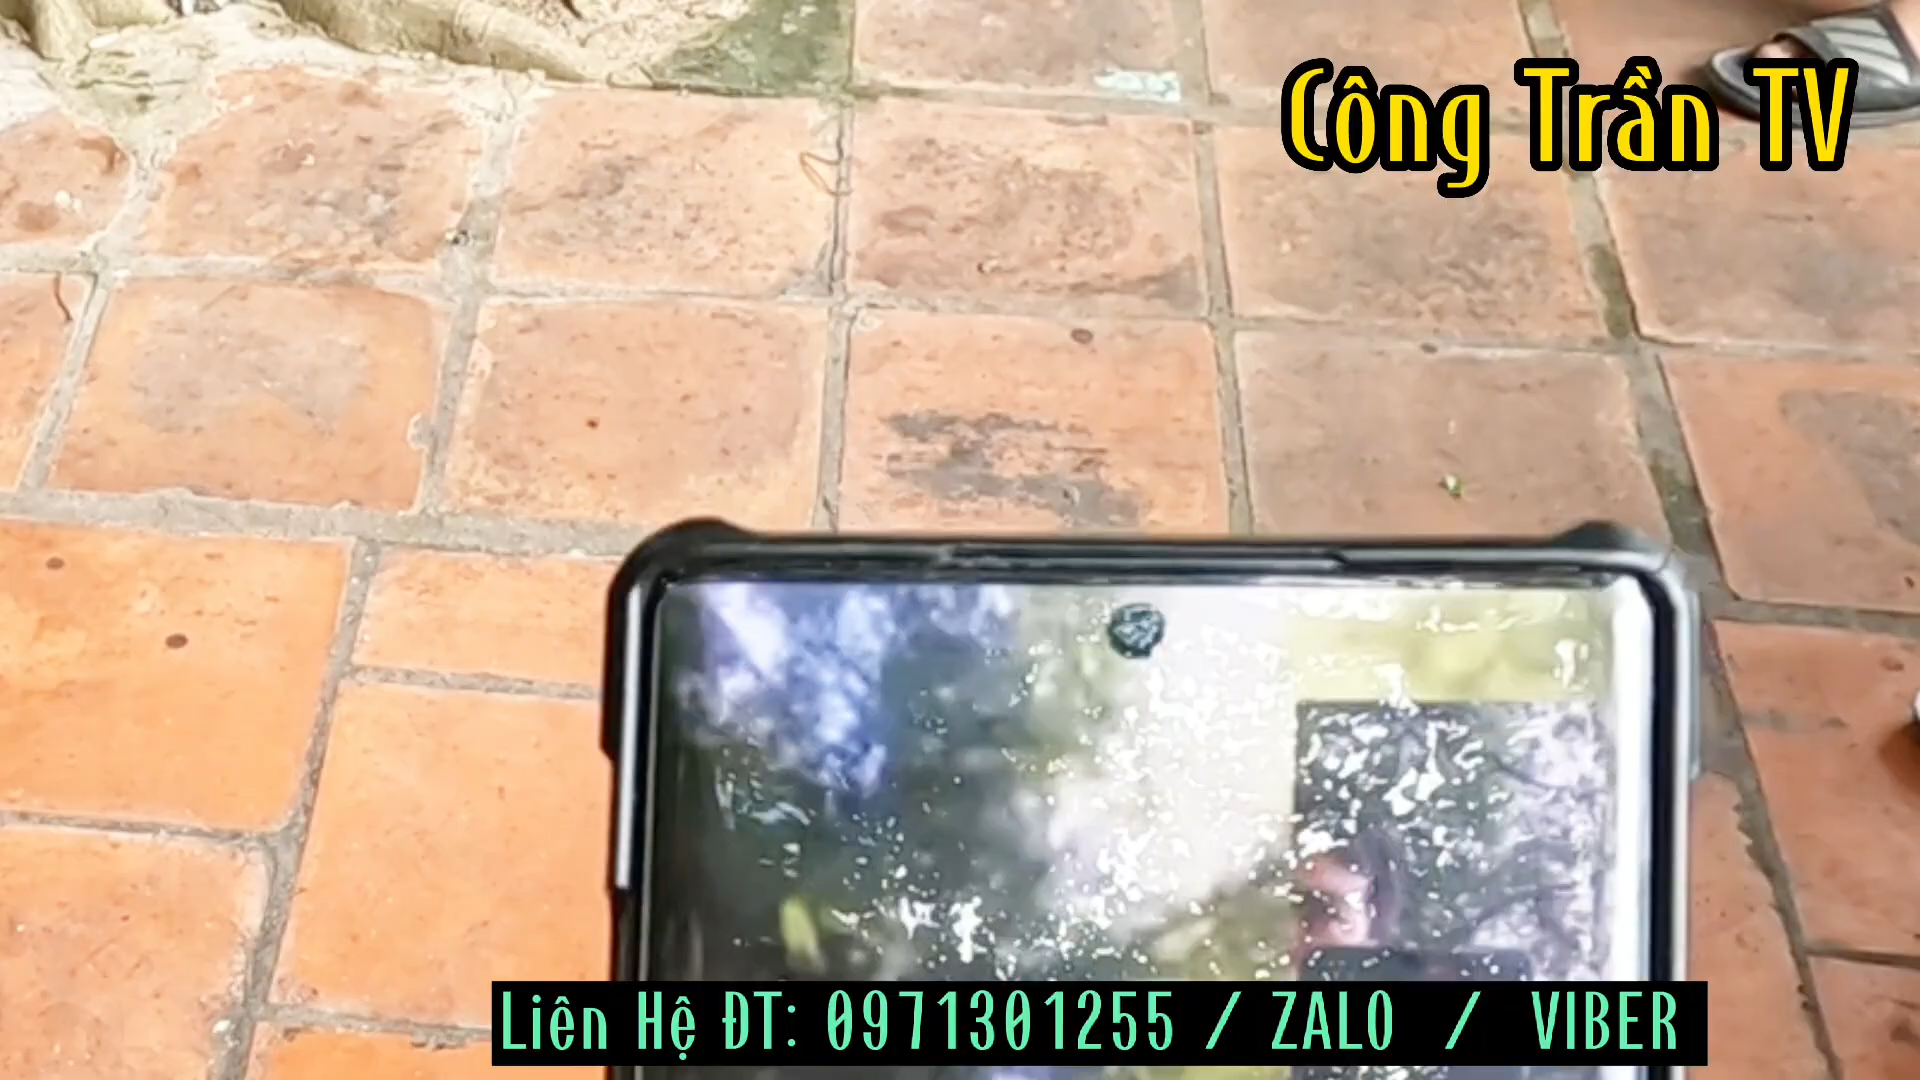 Công Trần TV
Liên Hệ ĐT: 0971301255 / ZALO / VIBER